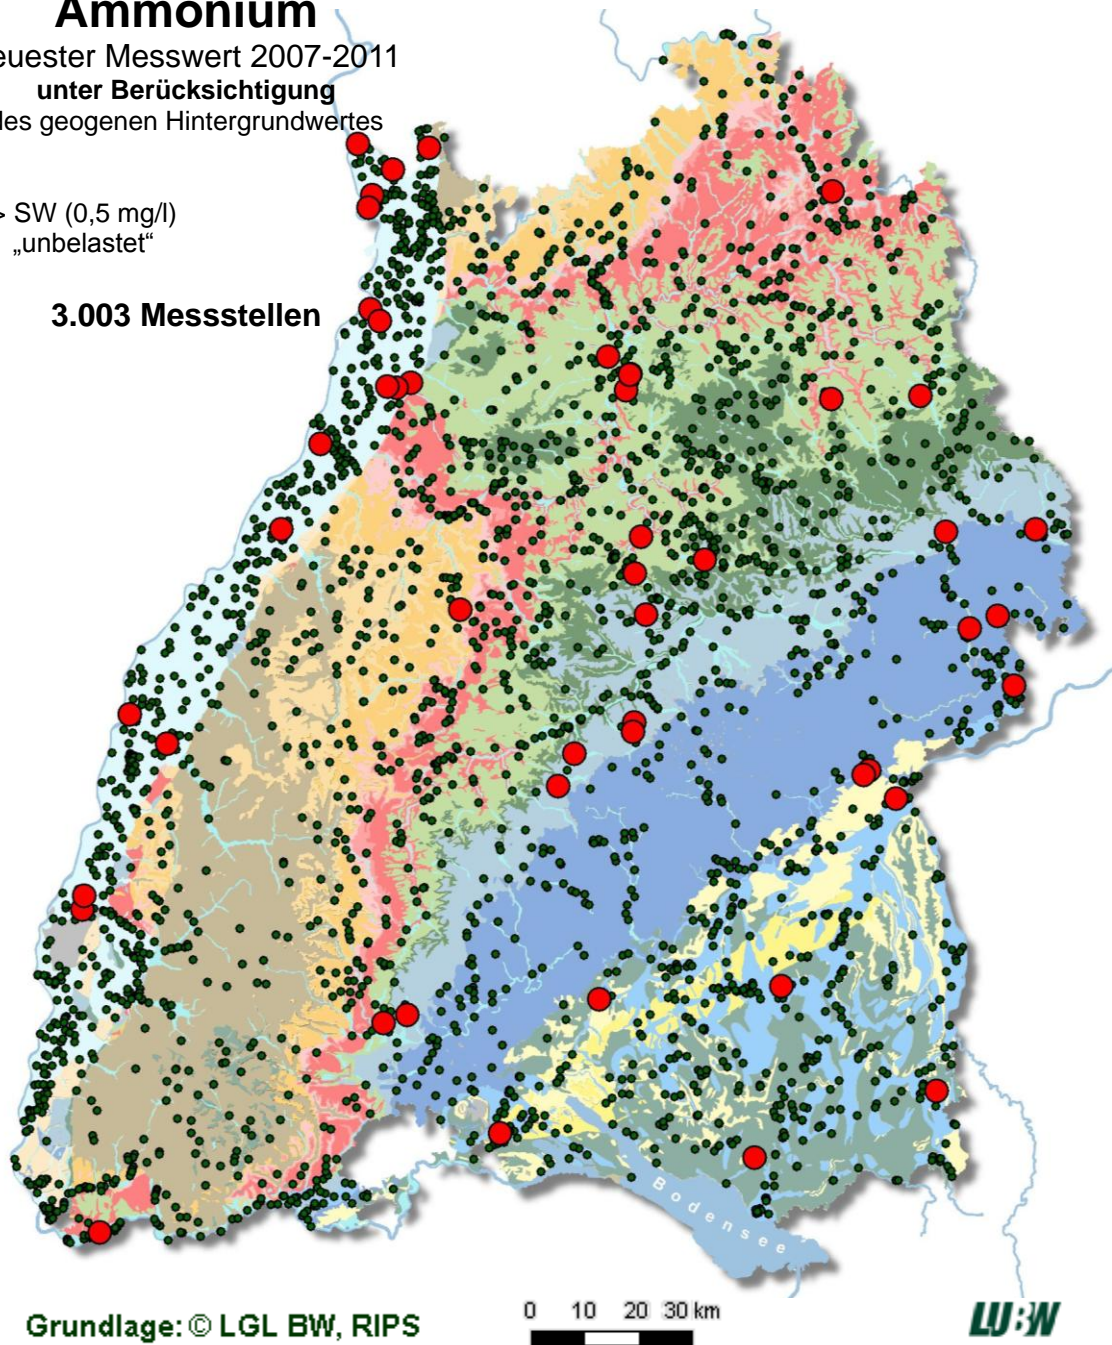 Ammonium
euester Messwert 2007-2011
unter Berücksichtigung
des geogenen Hintergrundwertes
> SW (0,5 mg/l)
„unbelastet“
3.003 Messstellen
Bodensee
0 10 20 30 km
Grundlage: © LGL BW, RIPS
LUBW